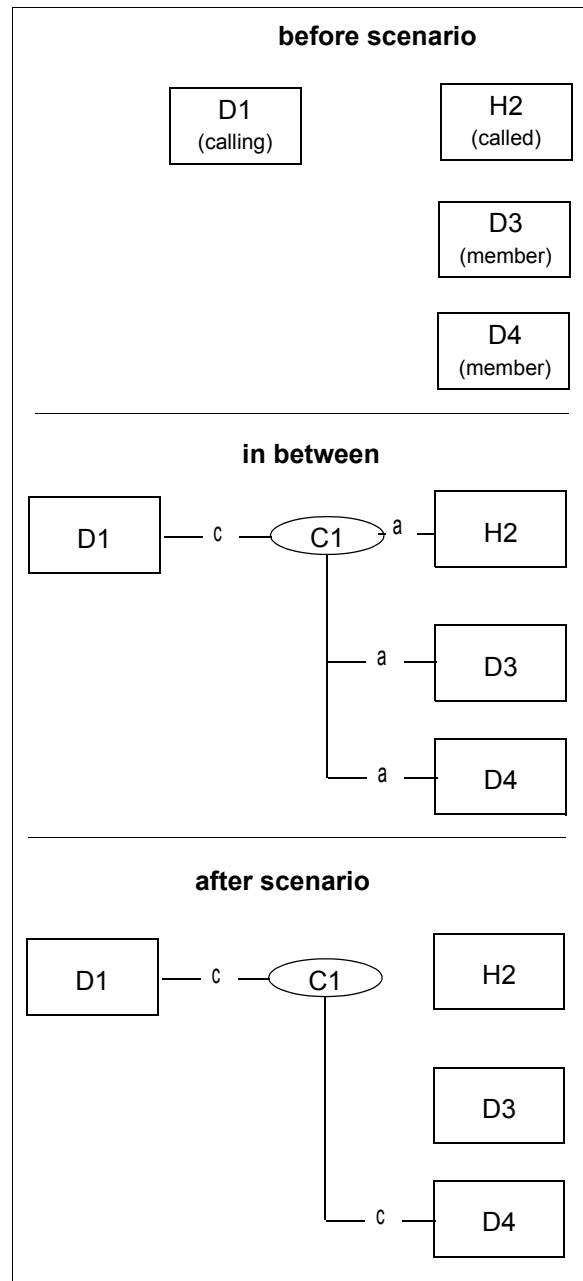 before scenario
D1 H2
(calling) (called)
D3
(member)
D4
(member)
in between
D1 c C1 a H2
a D3
a D4
after scenario
D1 c C1 H2
D3
c D4